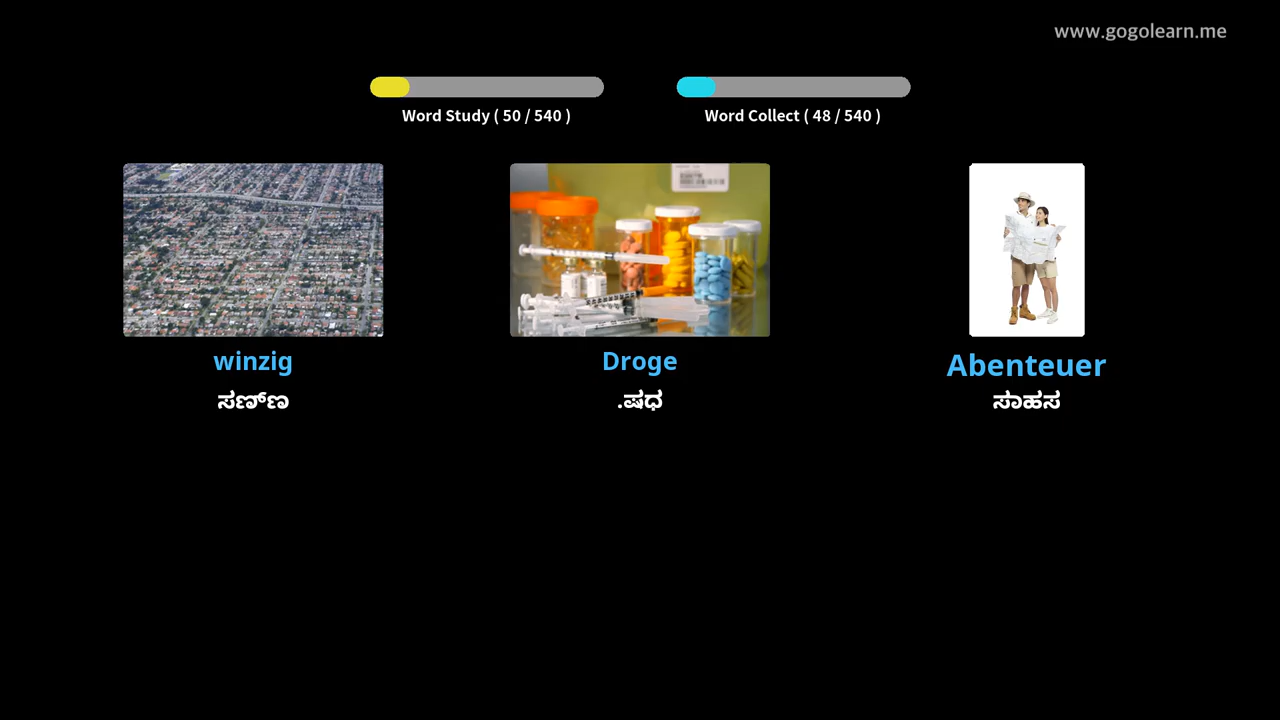 www.gogolearn.me
Word Study ( 50 / 540 )
Word Collect ( 48 / 540 )
winzig
Droge
Abenteuer
ಸಣ್ಣ
.ಷಧ
ಸಾಹಸ